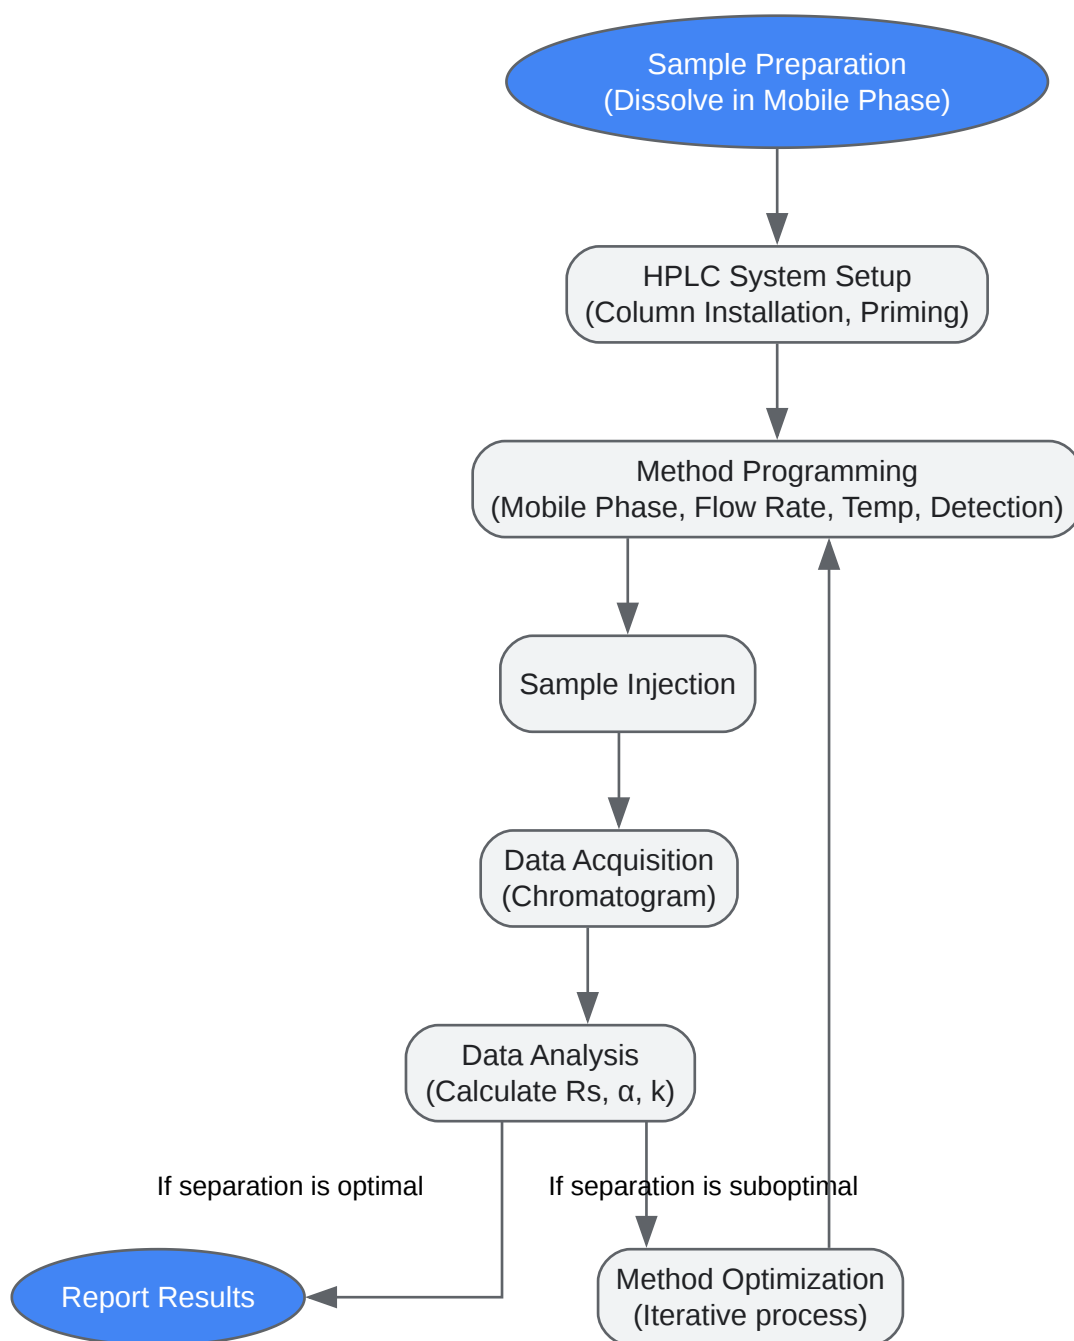 Sample Preparation
(Dissolve in Mobile Phase)
HPLC System Setup
(Column Installation, Priming)
Method Programming
(Mobile Phase, Flow Rate, Temp, Detection)
Sample Injection
Data Acquisition
(Chromatogram)
Data Analysis
(Calculate Rs, α, k)
If separation is optimal
If separation is suboptimal
Report Results
Method Optimization
(Iterative process)